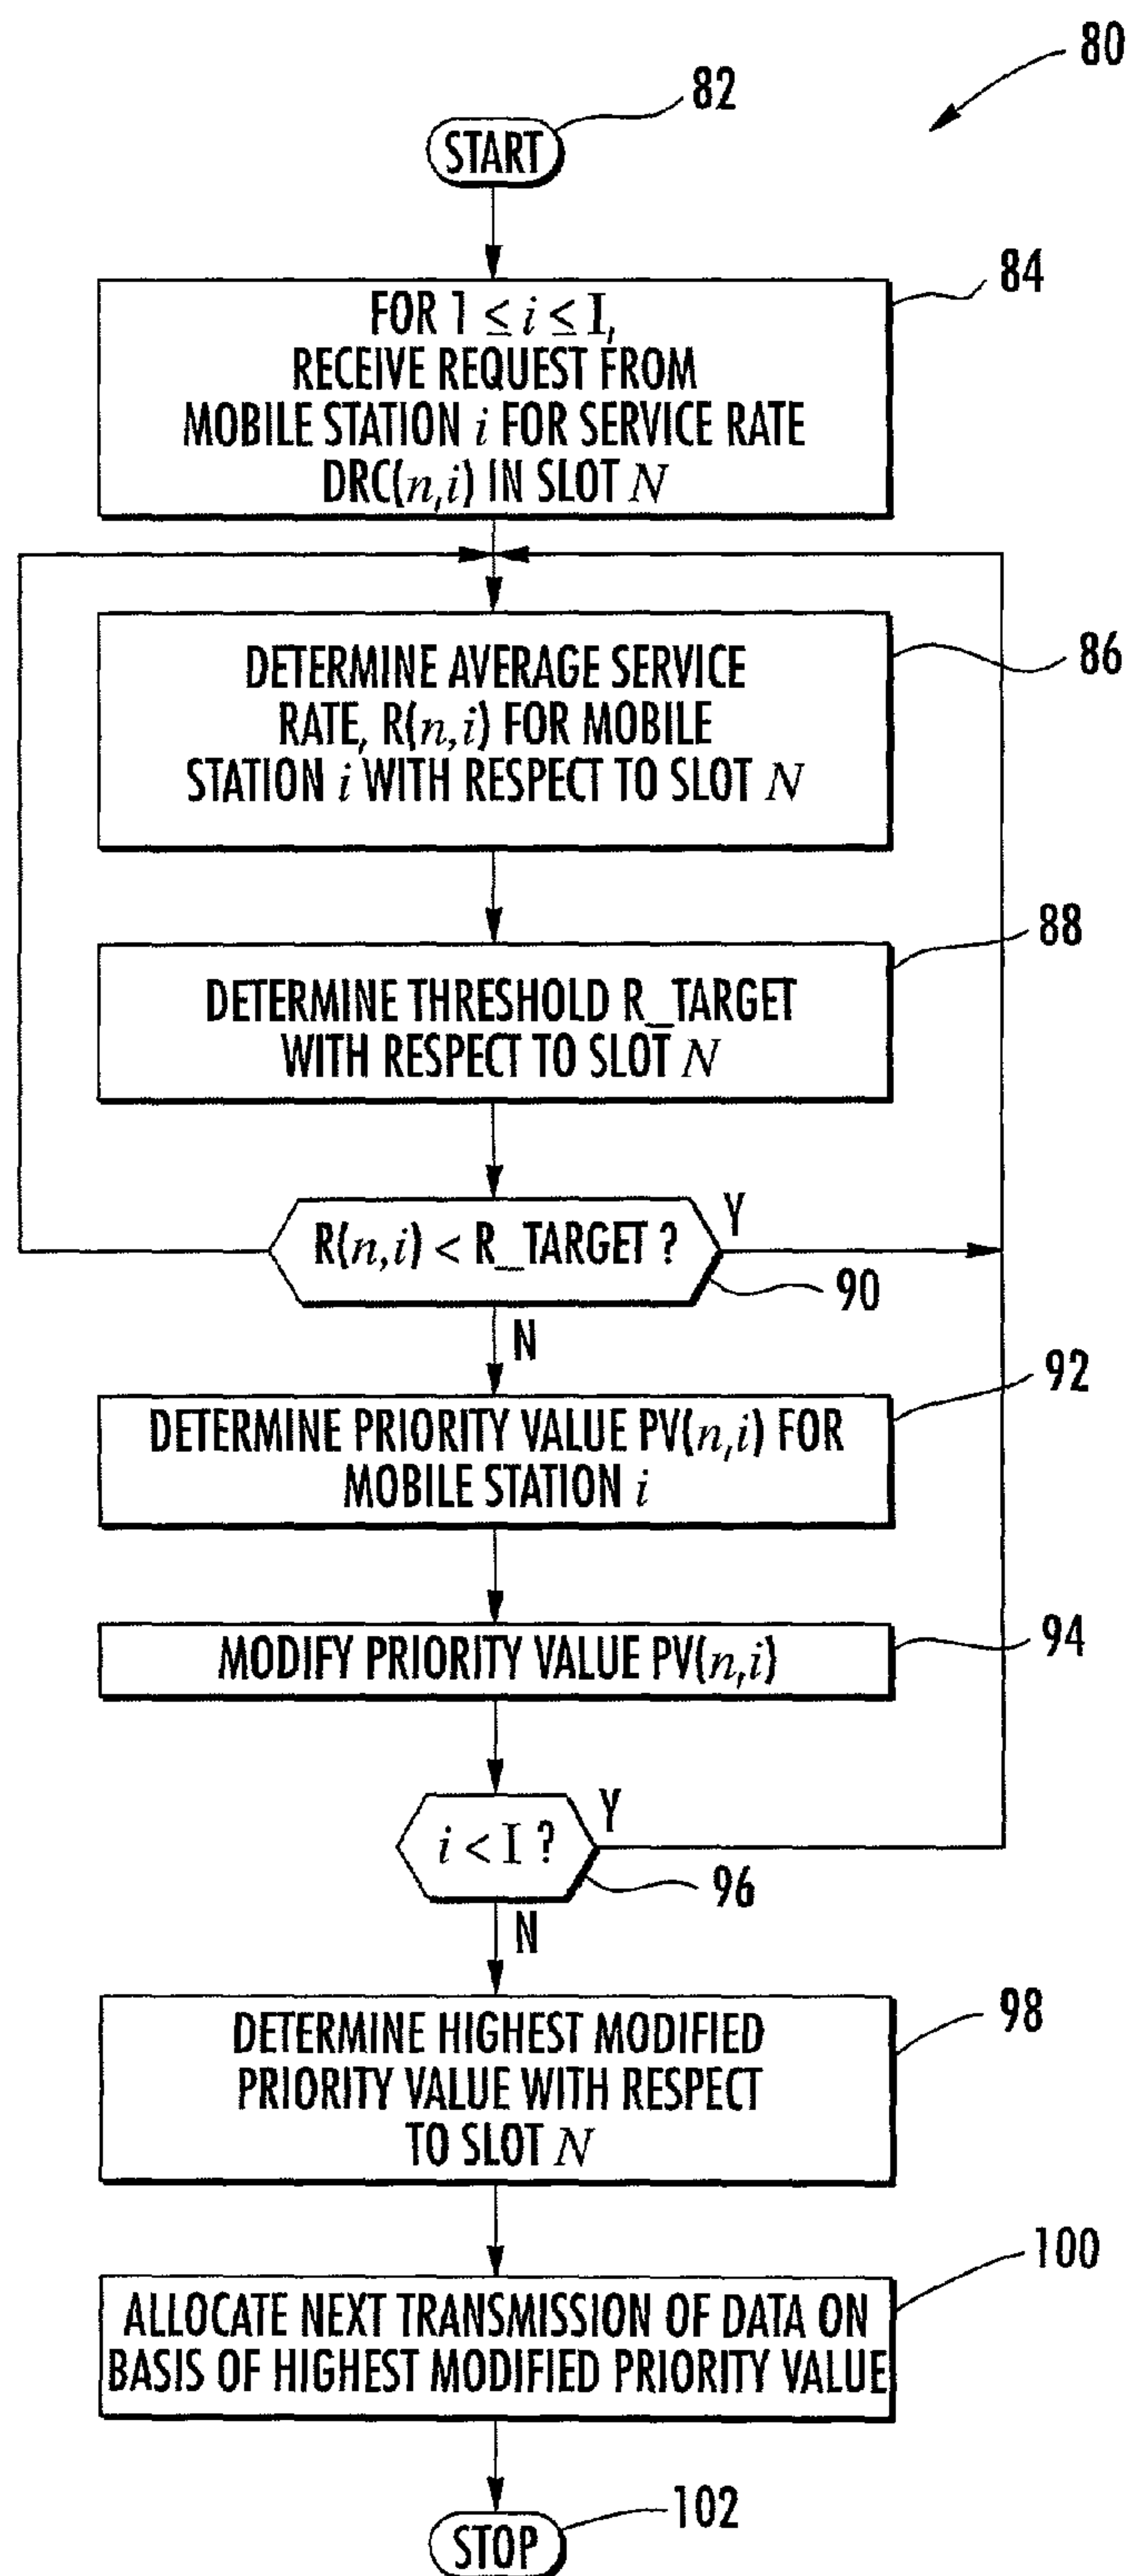 80
82
START
84
FOR 1 ≤ i ≤ I,
RECEIVE REQUEST FROM
MOBILE STATION i FOR SERVICE RATE
DRC(n,i) IN SLOT N
86
DETERMINE AVERAGE SERVICE
RATE, R(n,i) FOR MOBILE
STATION i WITH RESPECT TO SLOT N
88
DETERMINE THRESHOLD R_TARGET
WITH RESPECT TO SLOT N
R(n,i) < R_TARGET ?
Y
90
N
92
DETERMINE PRIORITY VALUE PV(n,i) FOR
MOBILE STATION i
94
MODIFY PRIORITY VALUE PV(n,i)
i < I ?
Y
96
N
98
DETERMINE HIGHEST MODIFIED
PRIORITY VALUE WITH RESPECT
TO SLOT N
100
ALLOCATE NEXT TRANSMISSION OF DATA ON
BASIS OF HIGHEST MODIFIED PRIORITY VALUE
102
STOP